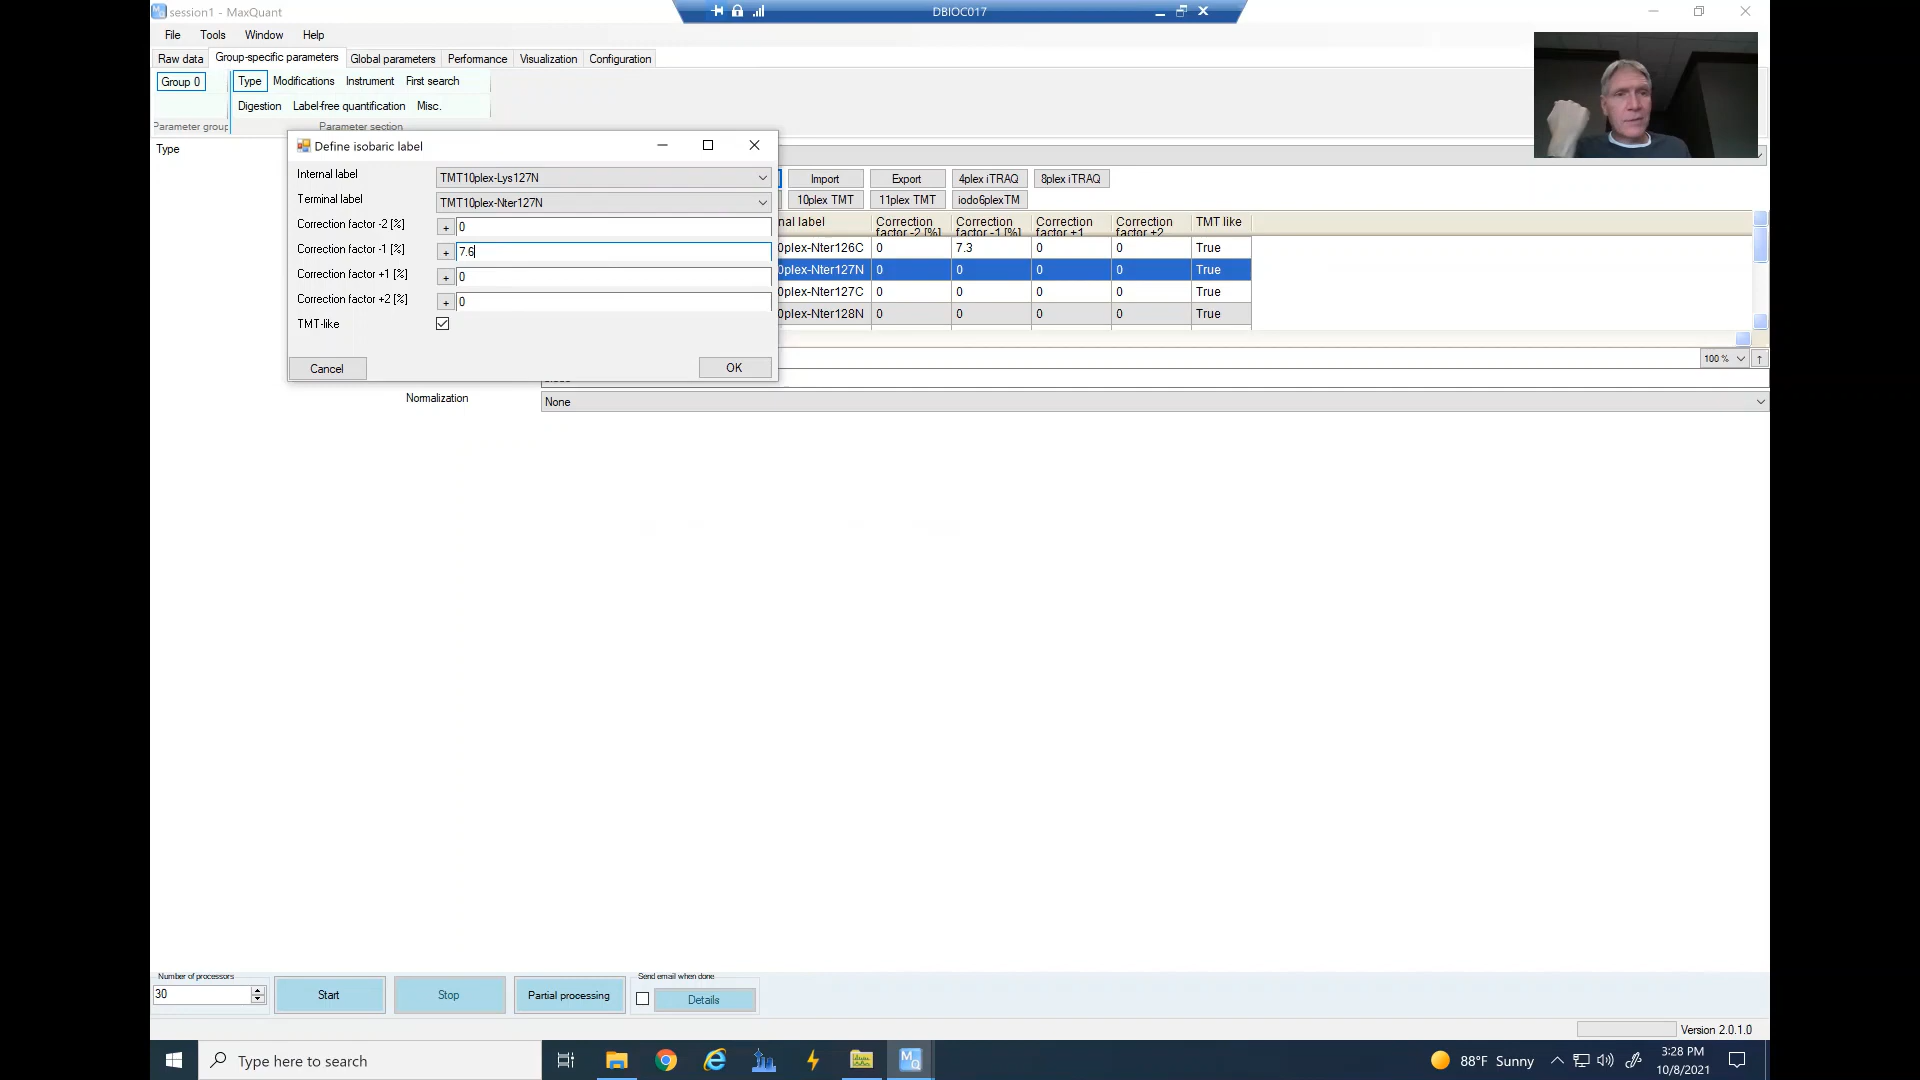 session1 - MaxQuant
DBIOC017
File Tools Window Help
Raw data Group-specific parameters Global parameters Performance Visualization Configuration
Group 0 Type Modifications Instrument First search
Digestion Label-free quantification Misc.
Parameter group Parameter section
Type
Define isobaric label
Internal label TMT10plex-Lys127N
Terminal label TMT10plex-Nter127N
Correction factor -2 [%] + 0
Correction factor -1 [%] + 7.6
Correction factor +1 [%] + 0
Correction factor +2 [%] + 0
TMT-like
Cancel OK
Import Export 4plex iTRAQ 8plex iTRAQ
10plex TMT 11plex TMT iodo6plexTM
nal label Correction factor -2 [%] Correction factor -1 [%] Correction factor +1 Correction factor +2 TMT like
0plex-Nter126C 0 7.3 0 0 True
0plex-Nter127N 0 0 0 0 True
0plex-Nter127C 0 0 0 0 True
0plex-Nter128N 0 0 0 0 True
100 %
Normalization None
Number of processors
30 Start Stop Partial processing
Send email when done
Details
Version 2.0.1.0
Type here to search
88°F Sunny
3:28 PM
10/8/2021